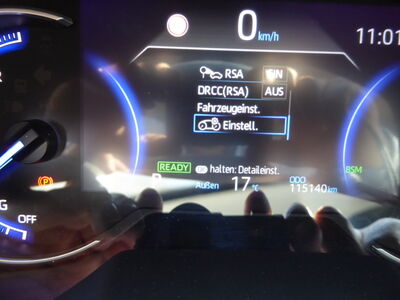 0 km/h
11:01
RSA EIN
DRCC(RSA) AUS
Fahrzeugeinst.
Einstell.
READY
halten: Detaileinst.
BSM
Außen 17 °C
ODO
115140 km
OFF